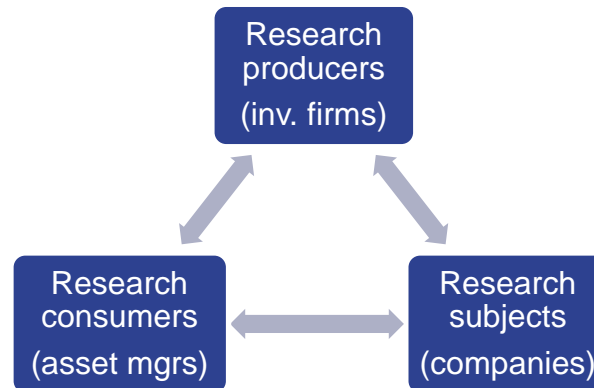 Research
producers
(inv. firms)
Research
consumers
(asset mgrs)
Research
subjects
(companies)